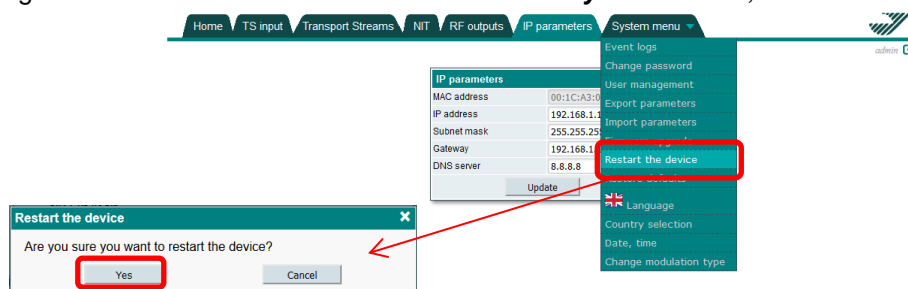 Home TS input Transport Streams NIT RF outputs IP parameters System menu
admin
Event logs
Change password
User management
Export parameters
Import parameters
Restart the device
Language
Country selection
Date, time
Change modulation type
IP parameters
MAC address 00:1C:A3:0
IP address 192.168.1.1
Subnet mask 255.255.25
Gateway 192.168.1
DNS server 8.8.8.8
Update
Restart the device
Are you sure you want to restart the device?
Yes Cancel